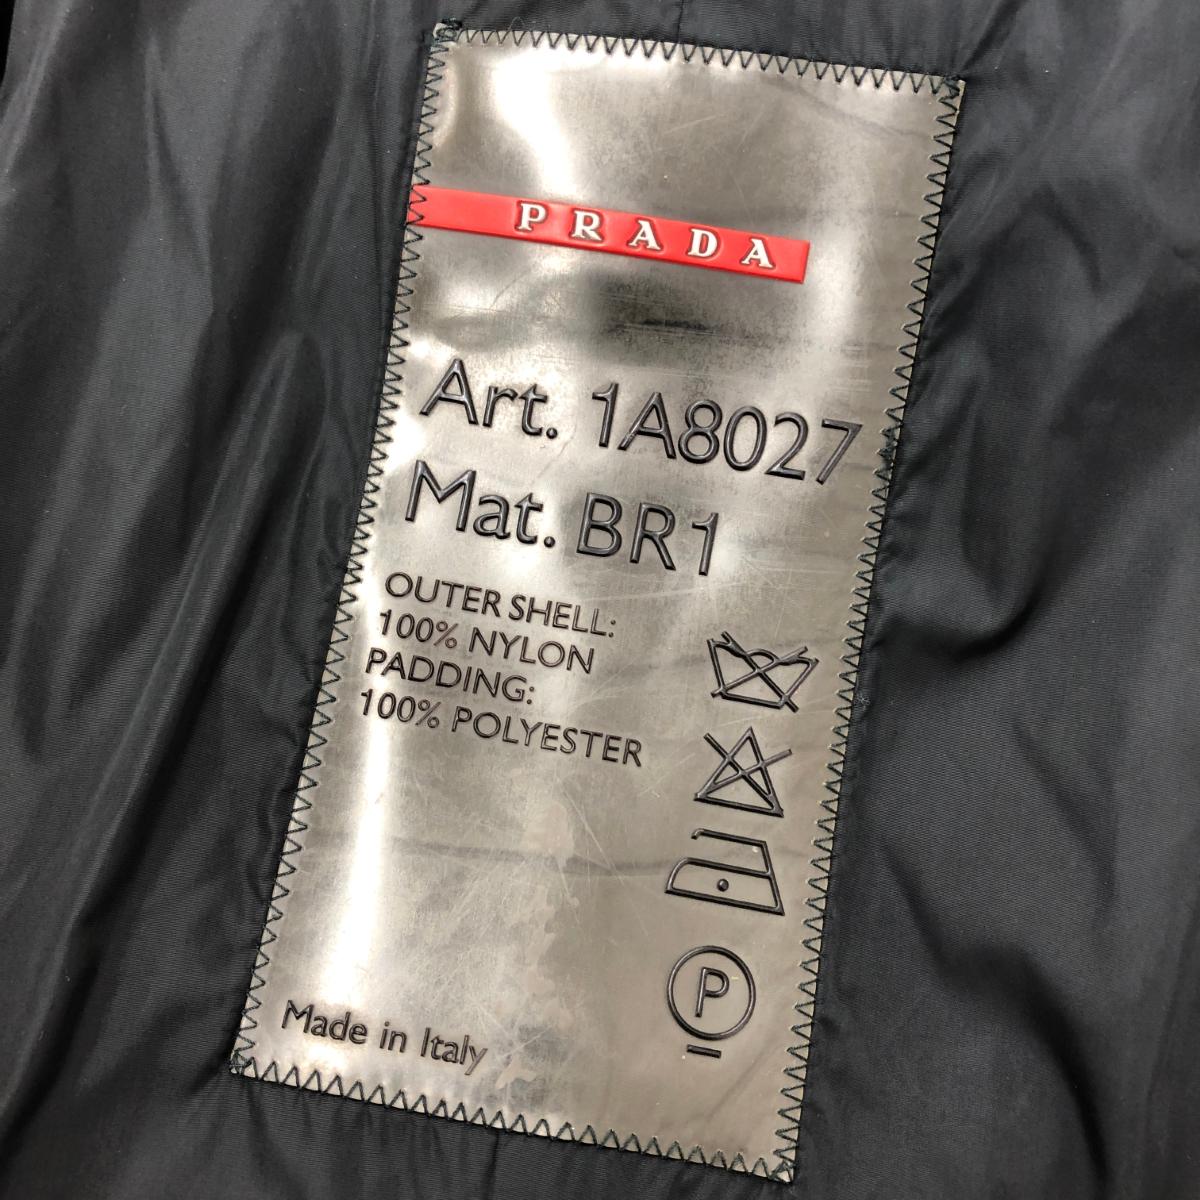 PRADA
Art. 1A8027
Mat. BR1
OUTER SHELL:
100% NYLON
PADDING:
100% POLYESTER
P
Made in Italy